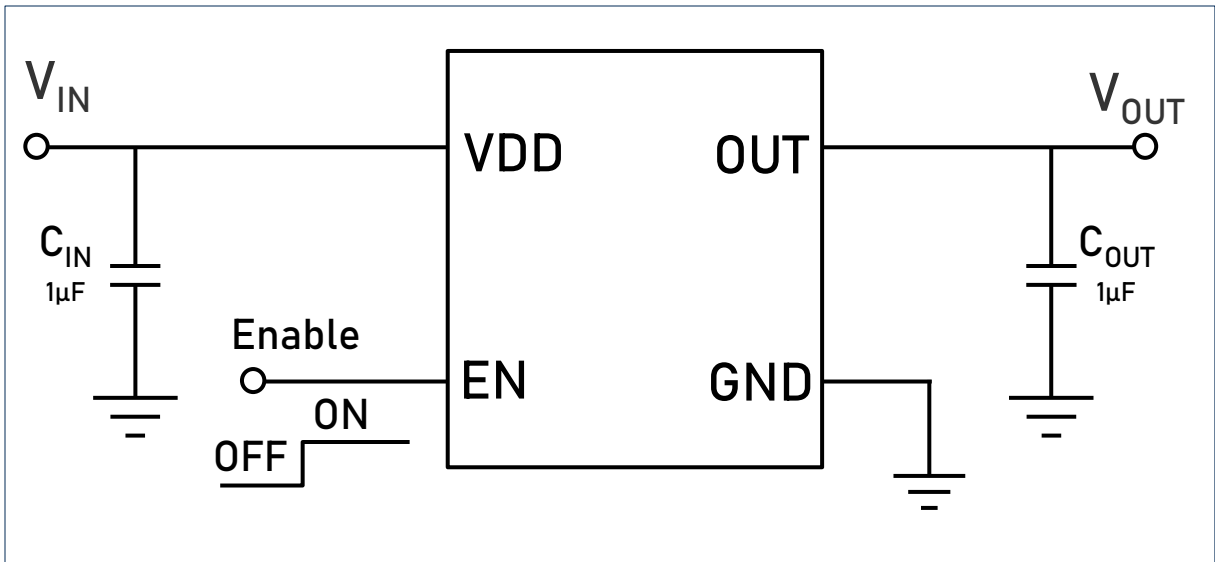 VIN
VOUT
VDD
OUT
CIN
1µF
COUT
1µF
Enable
EN
GND
ON
OFF